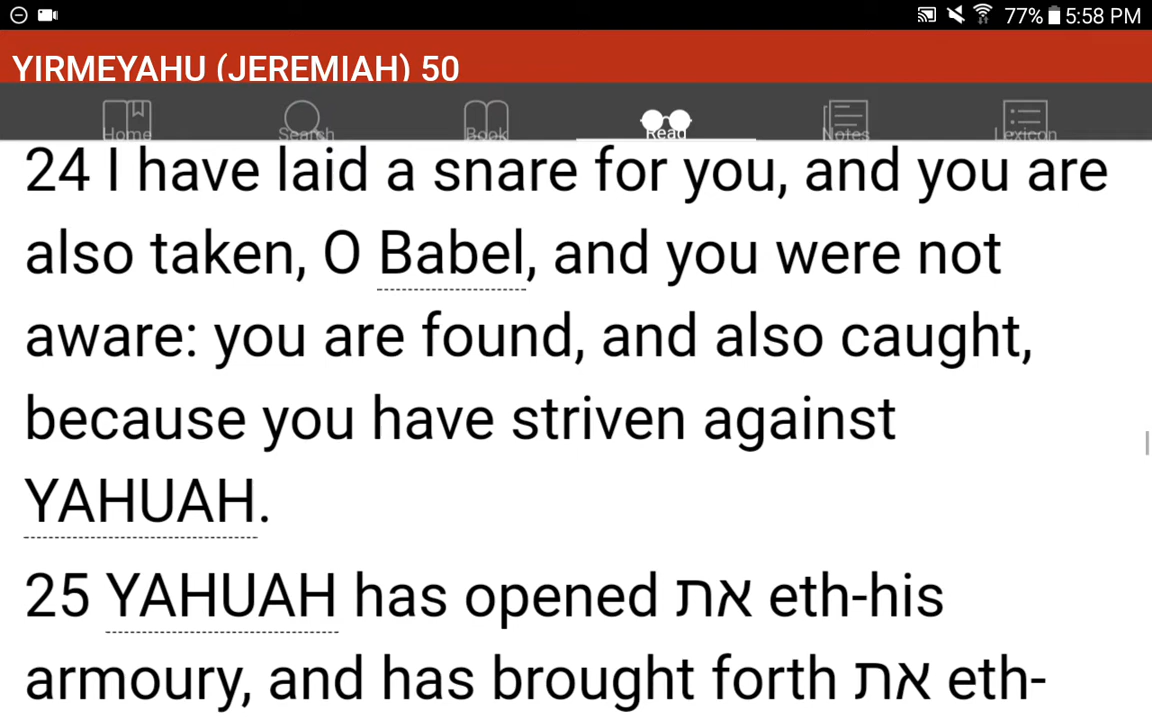 77% 5:58 PM
YIRMEYAHU (JEREMIAH) 50
Home Search Book Read Notes Lexicon
24 I have laid a snare for you, and you are
also taken, O Babel, and you were not
aware: you are found, and also caught,
because you have striven against
YAHUAH.
25 YAHUAH has opened את eth-his
armoury, and has brought forth את eth-